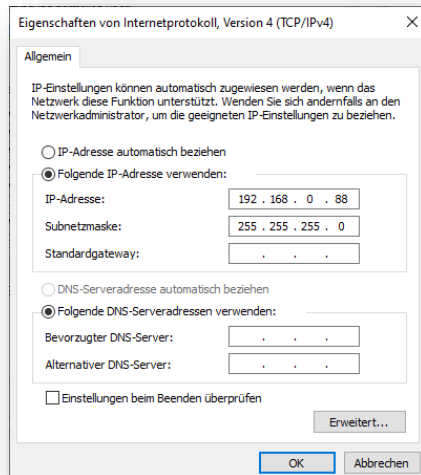 Eigenschaften von Internetprotokoll, Version 4 (TCP/IPv4)
Allgemein
IP-Einstellungen können automatisch zugewiesen werden, wenn das
Netzwerk diese Funktion unterstützt. Wenden Sie sich andernfalls an den
Netzwerkadministrator, um die geeigneten IP-Einstellungen zu beziehen.
IP-Adresse automatisch beziehen
Folgende IP-Adresse verwenden:
IP-Adresse: 192 . 168 . 0 . 88
Subnetzmaske: 255 . 255 . 255 . 0
Standardgateway: . . .
DNS-Serveradresse automatisch beziehen
Folgende DNS-Serveradressen verwenden:
Bevorzugter DNS-Server: . . .
Alternativer DNS-Server: . . .
Einstellungen beim Beenden überprüfen
Erweitert...
OK Abbrechen